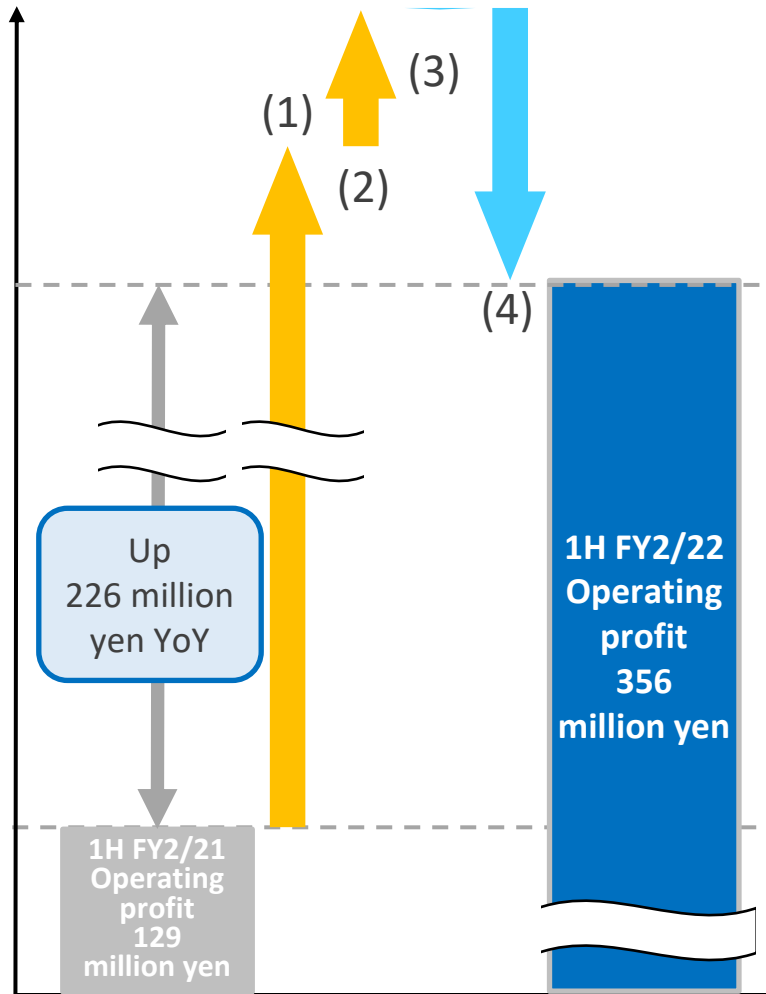 (3)
(1)
(2)
(4)
Up
226 million
yen YoY
1H FY2/22
Operating
profit
356
million yen
1H FY2/21
Operating
profit
129
million yen